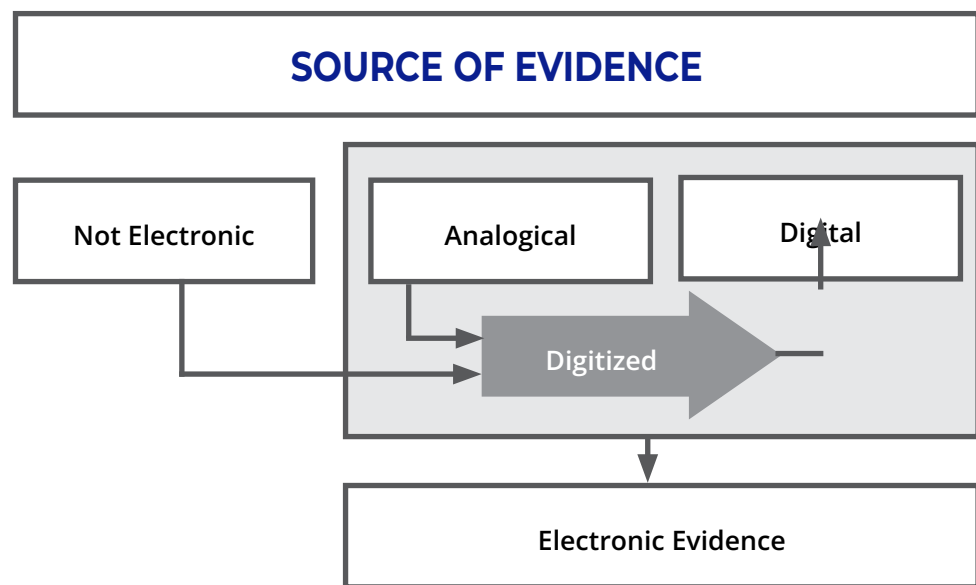 SOURCE OF EVIDENCE
Not Electronic
Analogical
Digital
Digitized
Electronic Evidence